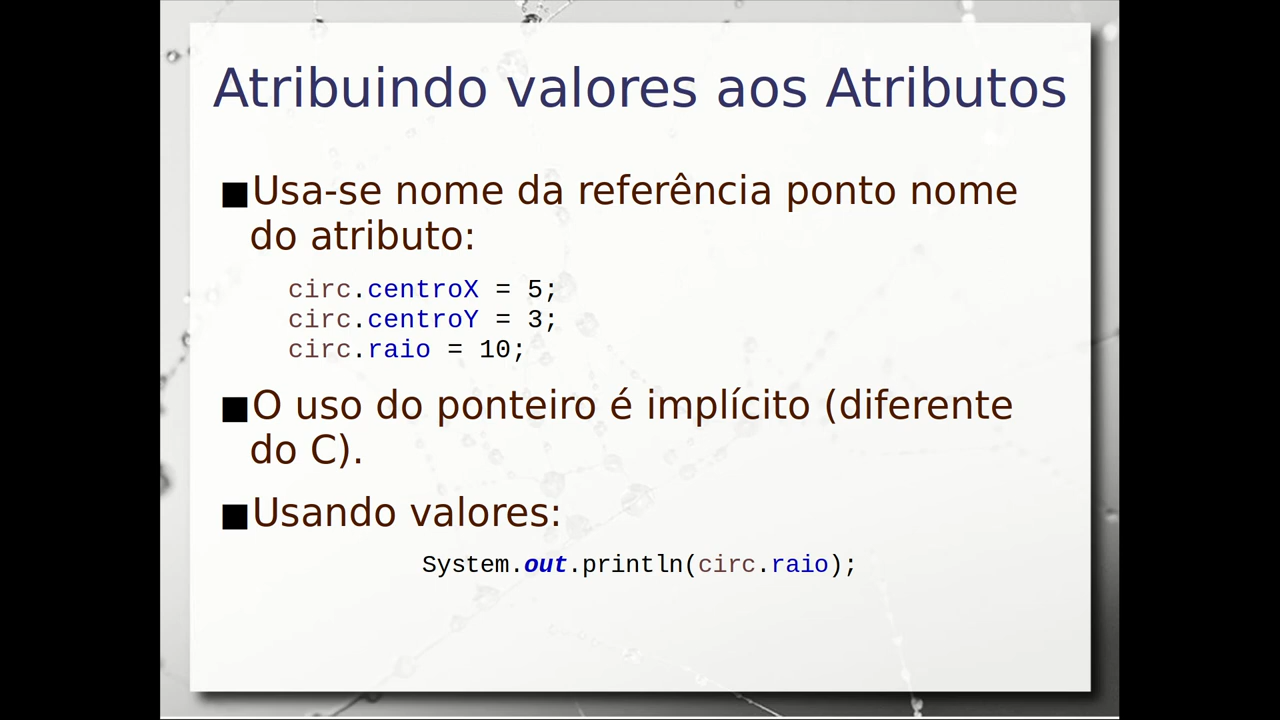 Atribuindo valores aos Atributos
■Usa-se nome da referência ponto nome
do atributo:
circ.centroX = 5;
circ.centroY = 3;
circ.raio = 10;
■O uso do ponteiro é implícito (diferente
do C).
■Usando valores:
System.out.println(circ.raio);